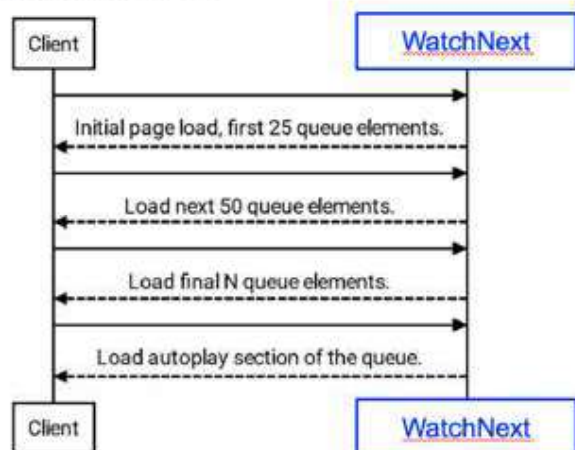 Client
WatchNext
Initial page load, first 25 queue elements.
Load next 50 queue elements.
Load final N queue elements.
Load autoplay section of the queue.
Client
WatchNext